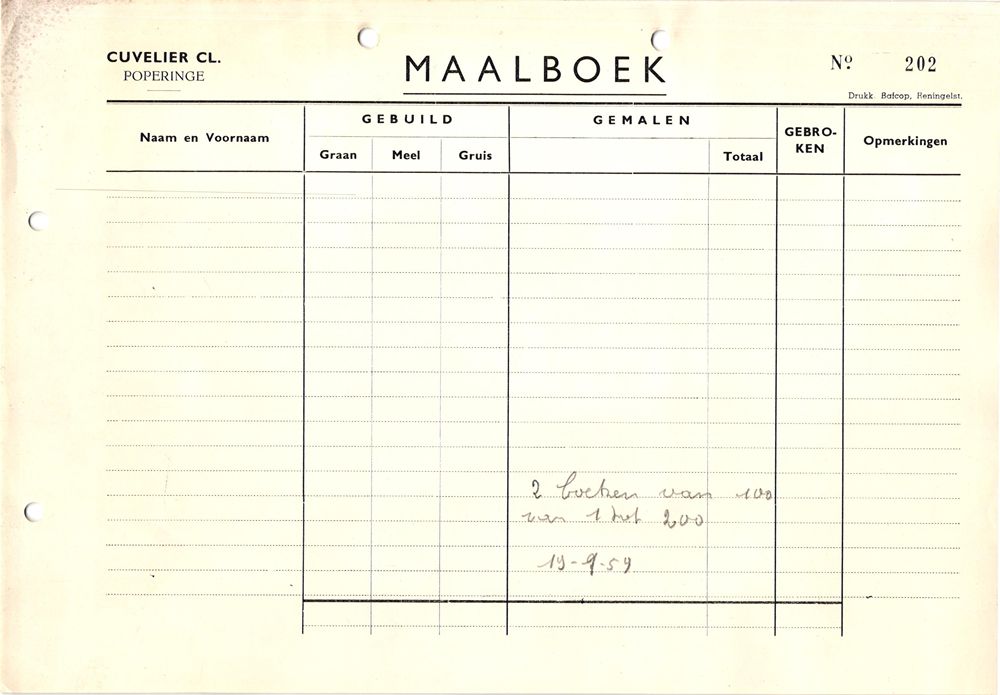 CUVELIER CL.
POPERINGE
MAALBOEK
Nº 202
Drukk. Bafcop, Reningelst.
Naam en Voornaam
GEBUILD
Graan
Meel
Gruis
GEMALEN
Totaal
GEBRO-
KEN
Opmerkingen
2 boeken van 100
van 1 tot 200
19-9-59